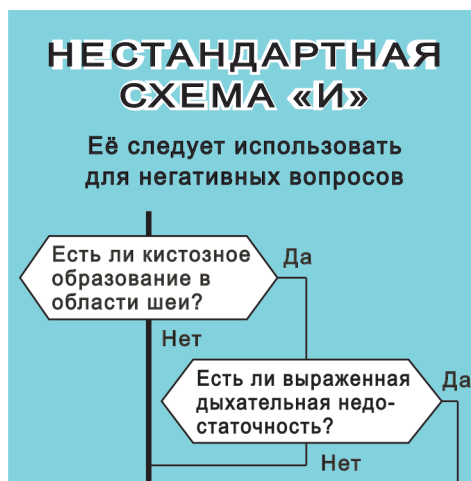 НЕСТАНДАРТНАЯ
СХЕМА «И»
Её следует использовать
для негативных вопросов
Есть ли кистозное
образование в
области шеи?
Да
Нет
Есть ли выраженная
дыхательная недо-
статочность?
Да
Нет